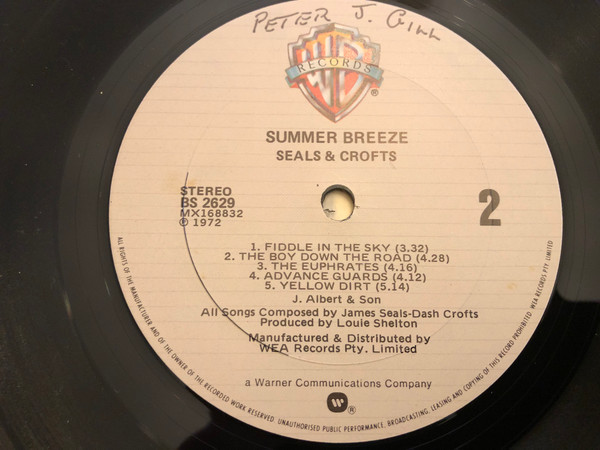 PETER J. GILL
WB
RECORDS
®
SUMMER BREEZE
SEALS & CROFTS
STEREO
BS 2629
MX168832
Ⓟ 1972
2
1. FIDDLE IN THE SKY (3.32)
2. THE BOY DOWN THE ROAD (4.28)
3. THE EUPHRATES (4.16)
4. ADVANCE GUARDS (4.12)
5. YELLOW DIRT (5.14)
J. Albert & Son
All Songs Composed by James Seals-Dash Crofts
Produced by Louie Shelton
Manufactured & Distributed by
WEA Records Pty. Limited
a Warner Communications Company
®
ALL RIGHTS OF THE MANUFACTURER AND OF THE OWNER OF THE RECORDED WORK RESERVED. UNAUTHORISED PUBLIC PERFORMANCE, BROADCASTING, LEASING AND COPYING OF THIS RECORD PROHIBITED. WEA RECORDS PTY. LIMITED